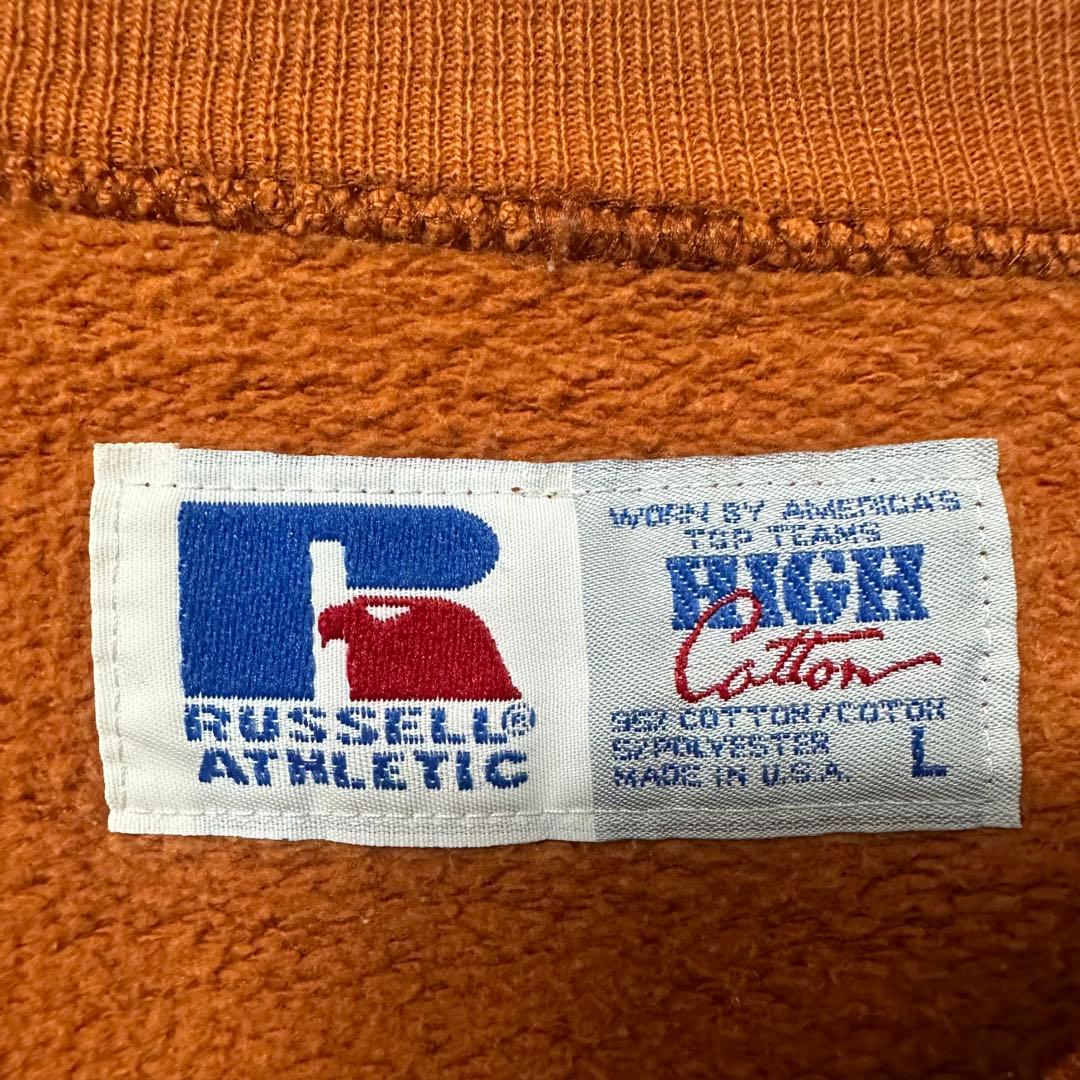 RUSSELL®
ATHLETIC
WORN BY AMERICA'S
TOP TEAMS
HIGH
Cotton
95% COTTON/COTON
5%POLYESTER
MADE IN U.S.A.
L